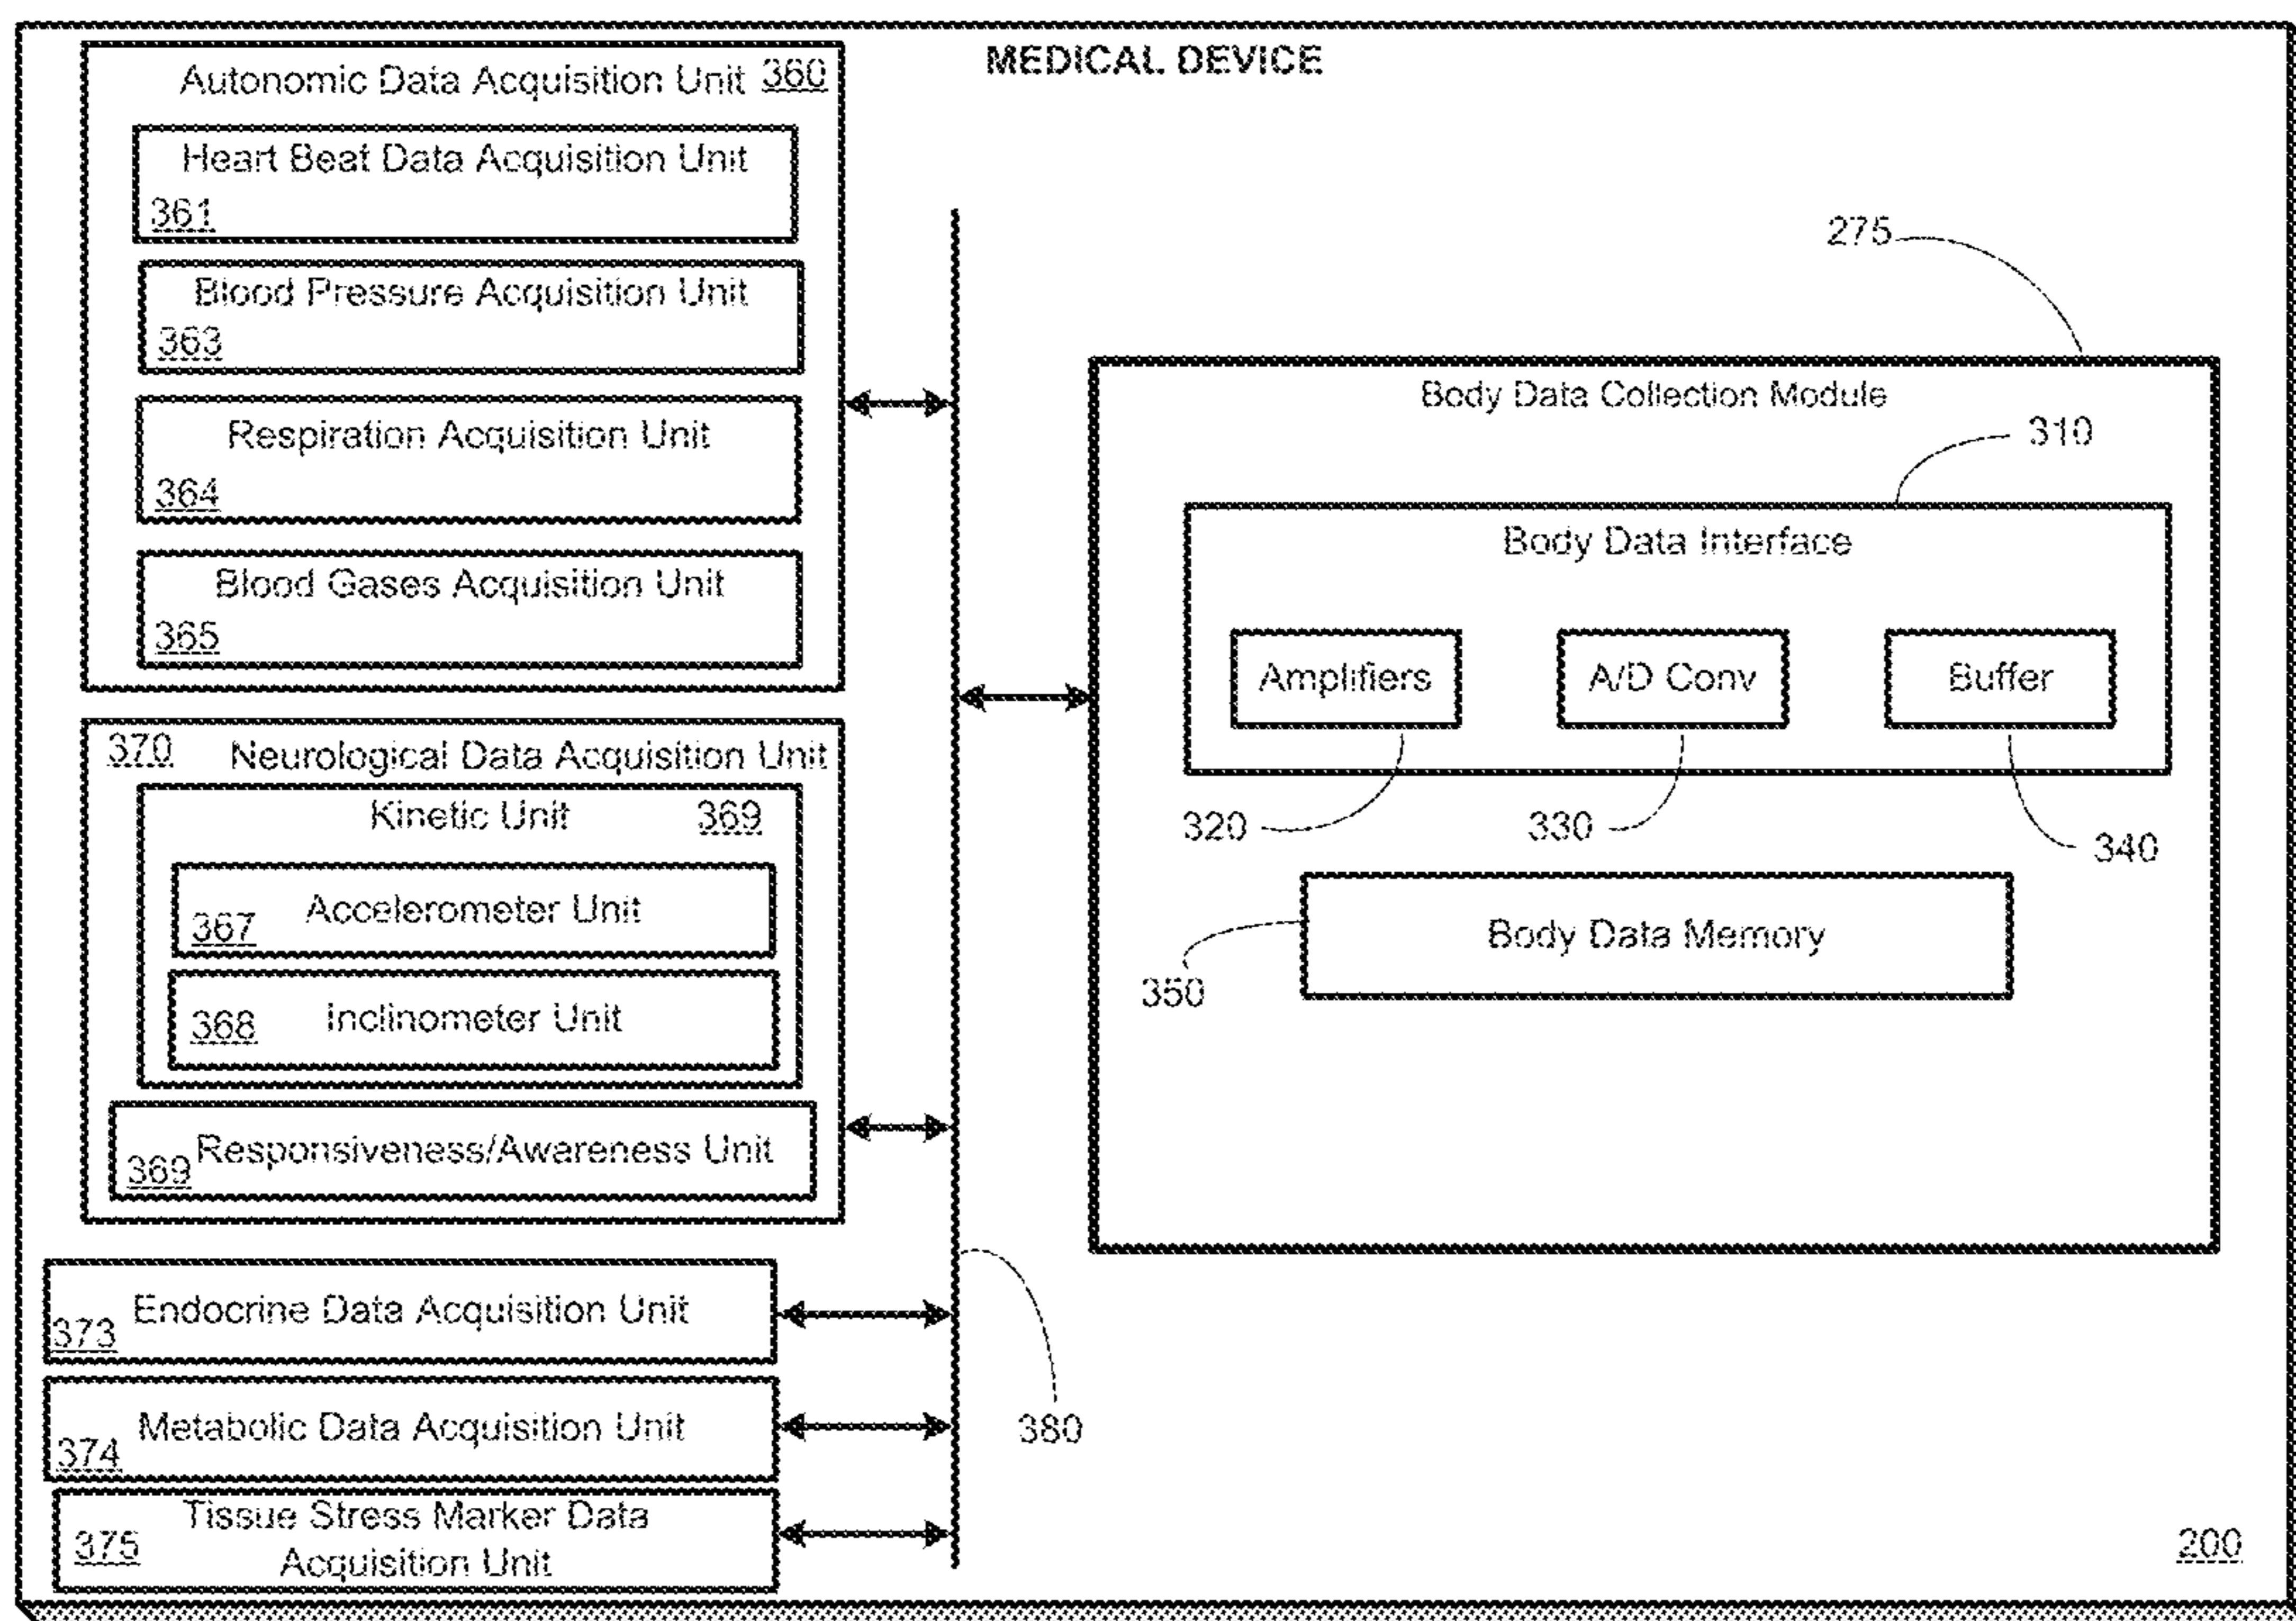 MEDICAL DEVICE
Autonomic Data Acquisition Unit 360
Heart Beat Data Acquisition Unit
361
Blood Pressure Acquisition Unit
363
Respiration Acquisition Unit
364
Blood Gases Acquisition Unit
365
370 Neurological Data Acquisition Unit
Kinetic Unit 369
Accelerometer Unit
367
Inclinometer Unit
368
Responsiveness/Awareness Unit
369
Endocrine Data Acquisition Unit
373
Metabolic Data Acquisition Unit
374
Tissue Stress Marker Data
Acquisition Unit
375
380
275
Body Data Collection Module
310
Body Data Interface
Amplifiers
A/D Conv
Buffer
320
330
340
Body Data Memory
350
200